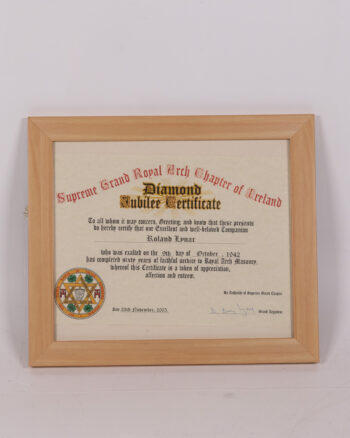 Supreme Grand Royal Arch Chapter of Ireland
Diamond
Jubilee Certificate
To all whom it may concern, Greeting; and know that these presents
do hereby certify that our Excellent and well-beloved Companion
Roland Lynar
who was exalted on the 9th day of October, 1942
has completed sixty years of faithful service to Royal Arch Masonry,
whereof this Certificate is a token of appreciation,
affection and esteem.
By Authority of Supreme Grand Chapter
Grand Registrar
November, 2003.